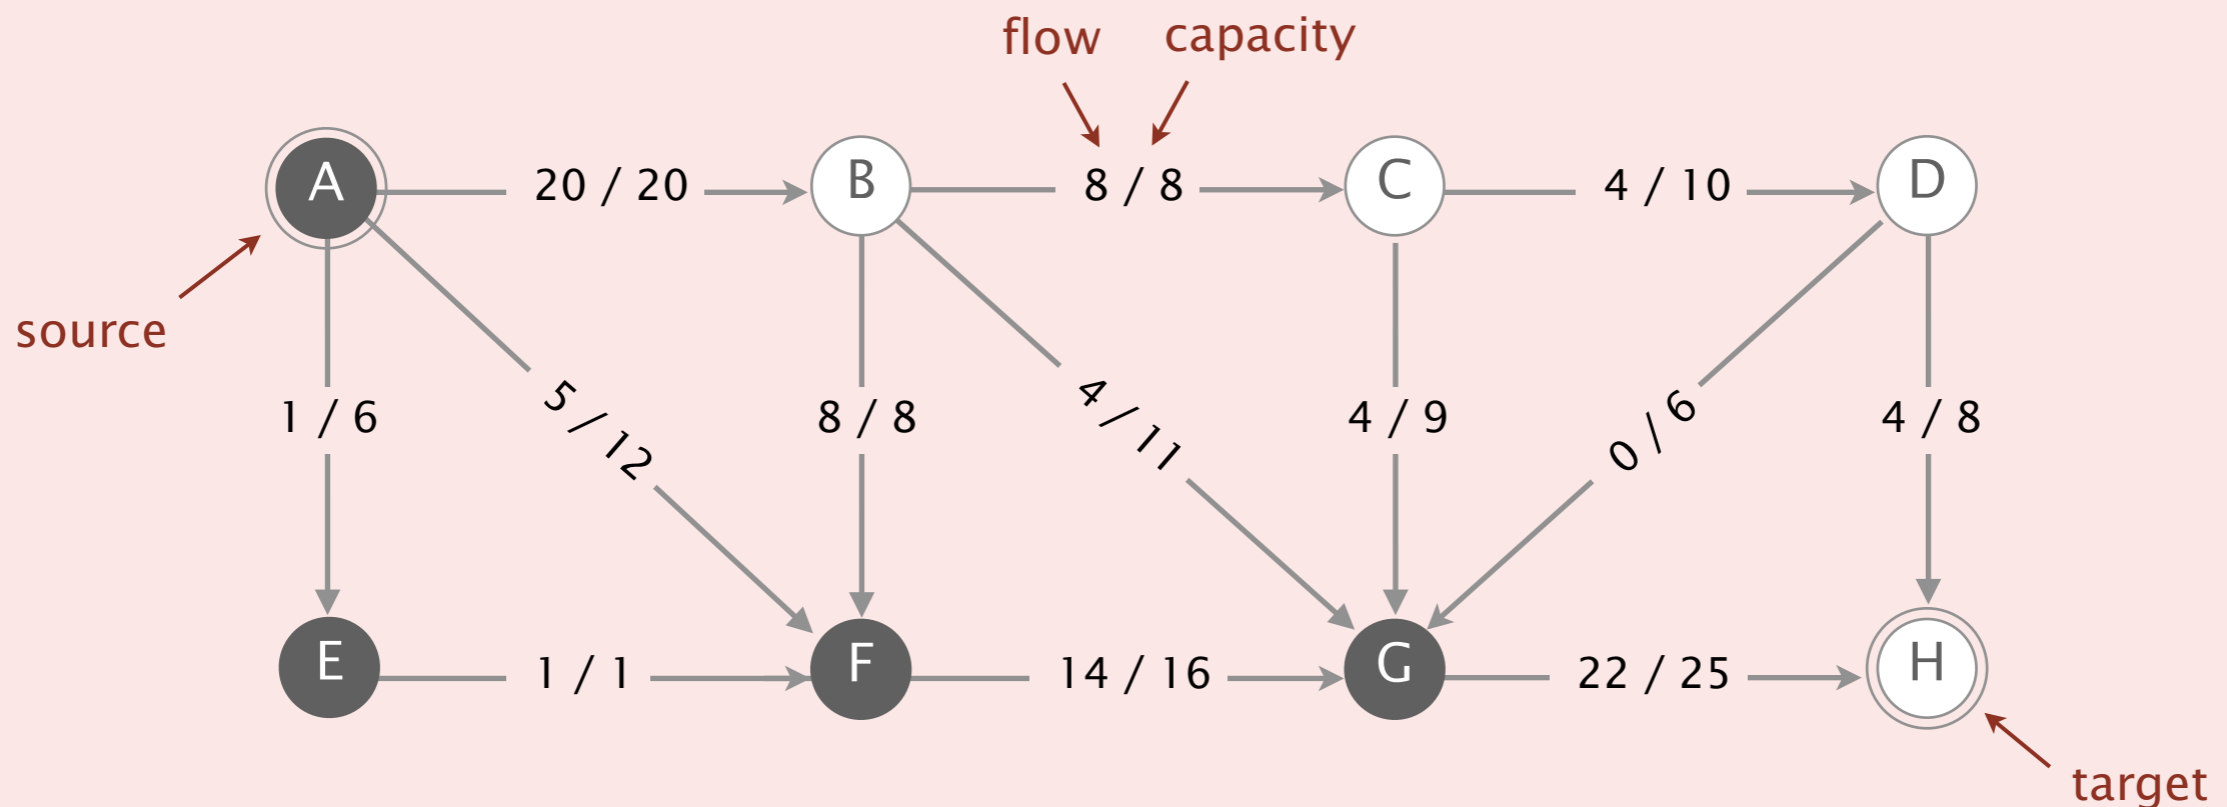 flow
capacity
A
20 / 20
B
8 / 8
C
4 / 10
D
source
1 / 6
5 / 12
8 / 8
4 / 11
4 / 9
0 / 6
4 / 8
E
1 / 1
F
14 / 16
G
22 / 25
H
target